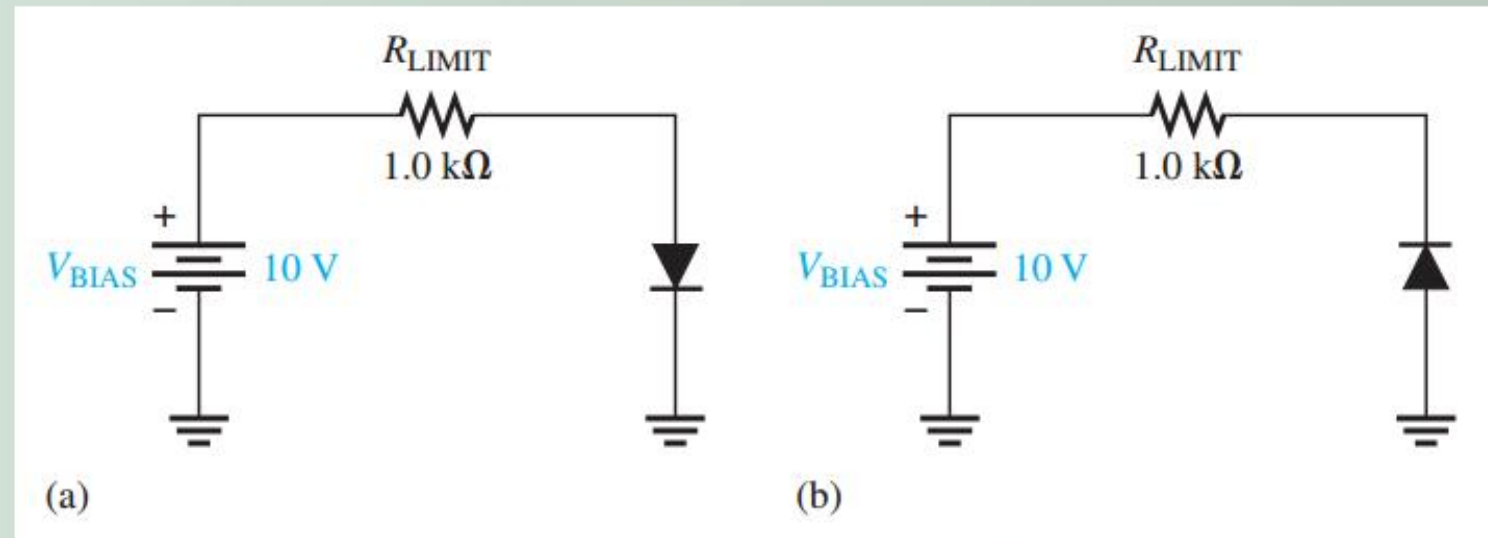 R_LIMIT
1.0 kΩ
+
V_BIAS 10 V
−
(a)
R_LIMIT
1.0 kΩ
+
V_BIAS 10 V
−
(b)